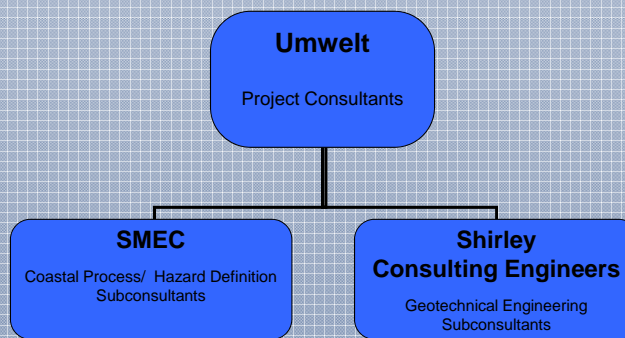 Umwelt
Project Consultants
SMEC
Coastal Process/ Hazard Definition
Subconsultants
Shirley
Consulting Engineers
Geotechnical Engineering
Subconsultants